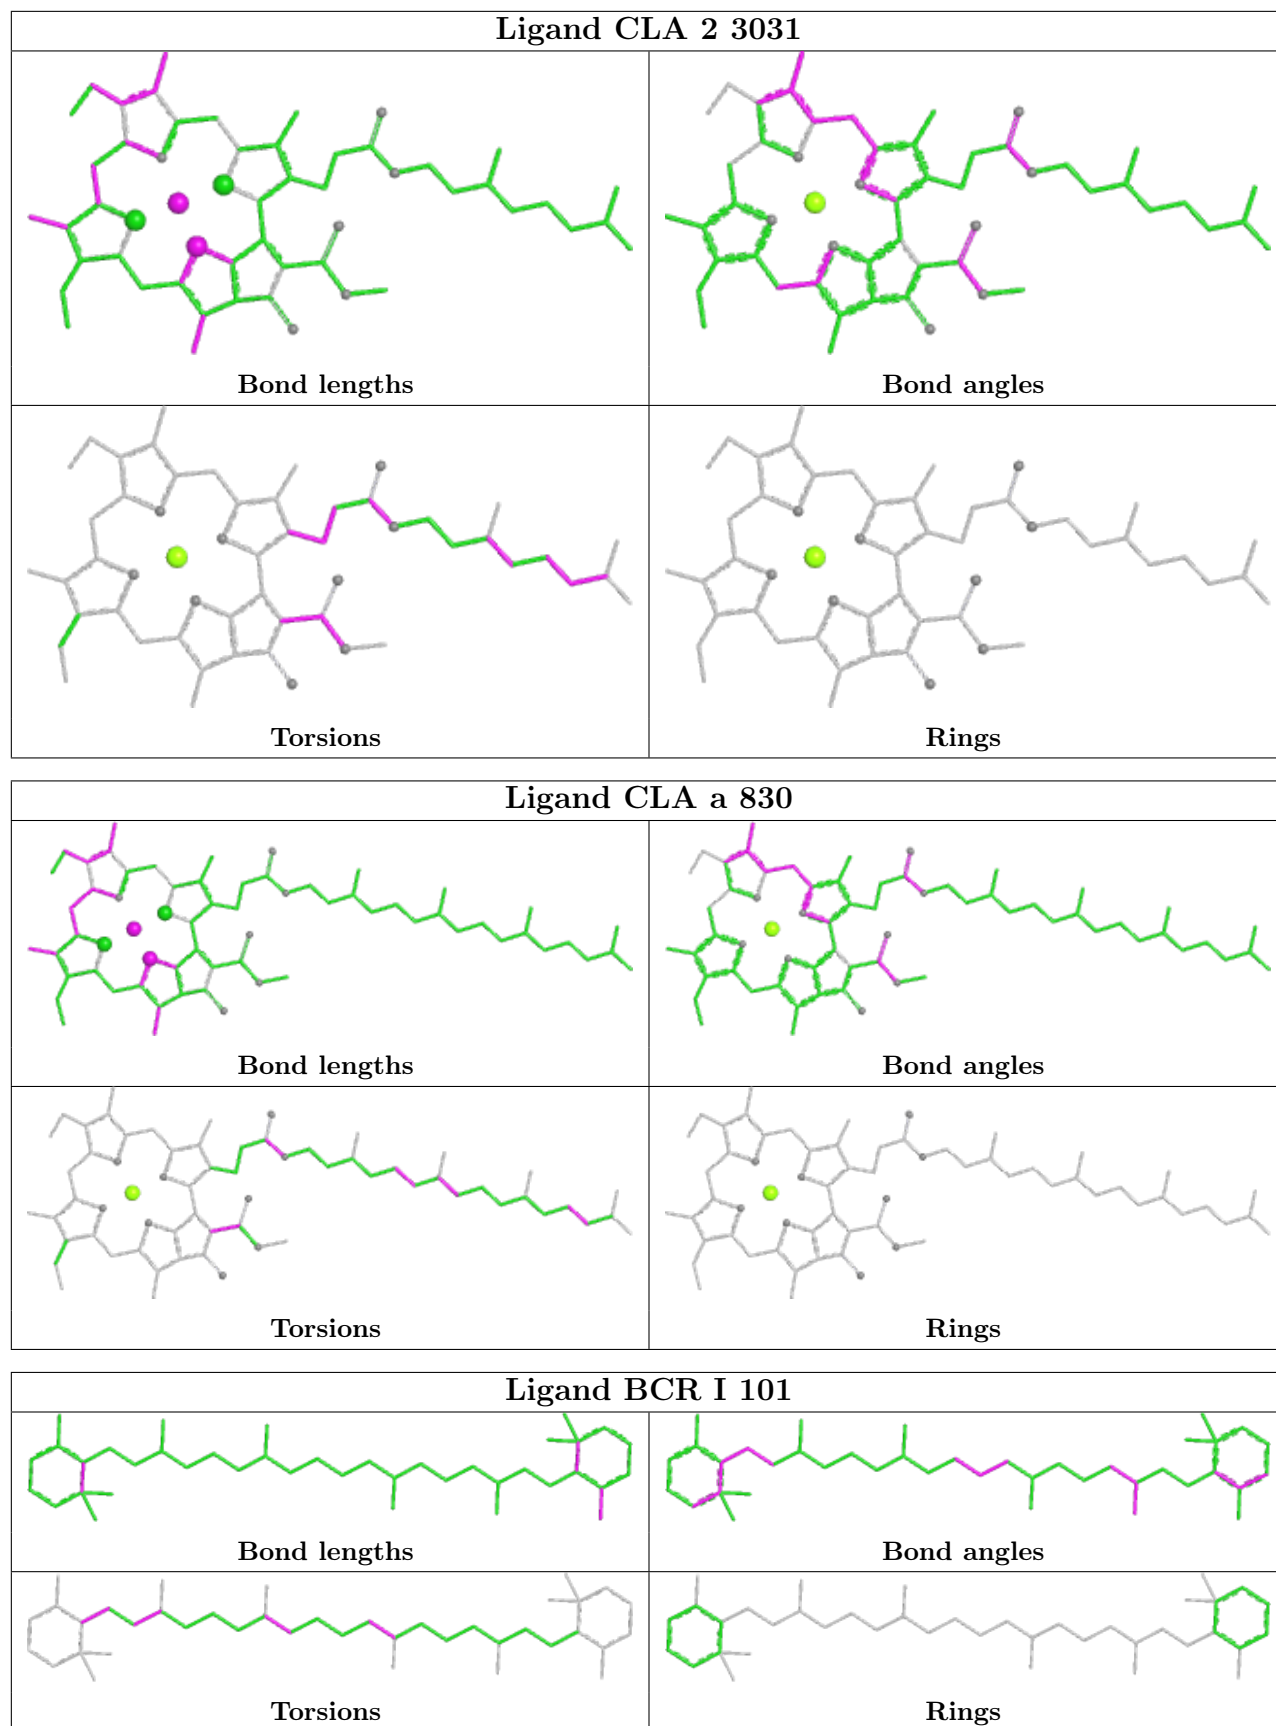 Ligand CLA 2 3031
Bond lengths
Bond angles
Torsions
Rings
Ligand CLA a 830
Bond lengths
Bond angles
Torsions
Rings
Ligand BCR I 101
Bond lengths
Bond angles
Torsions
Rings